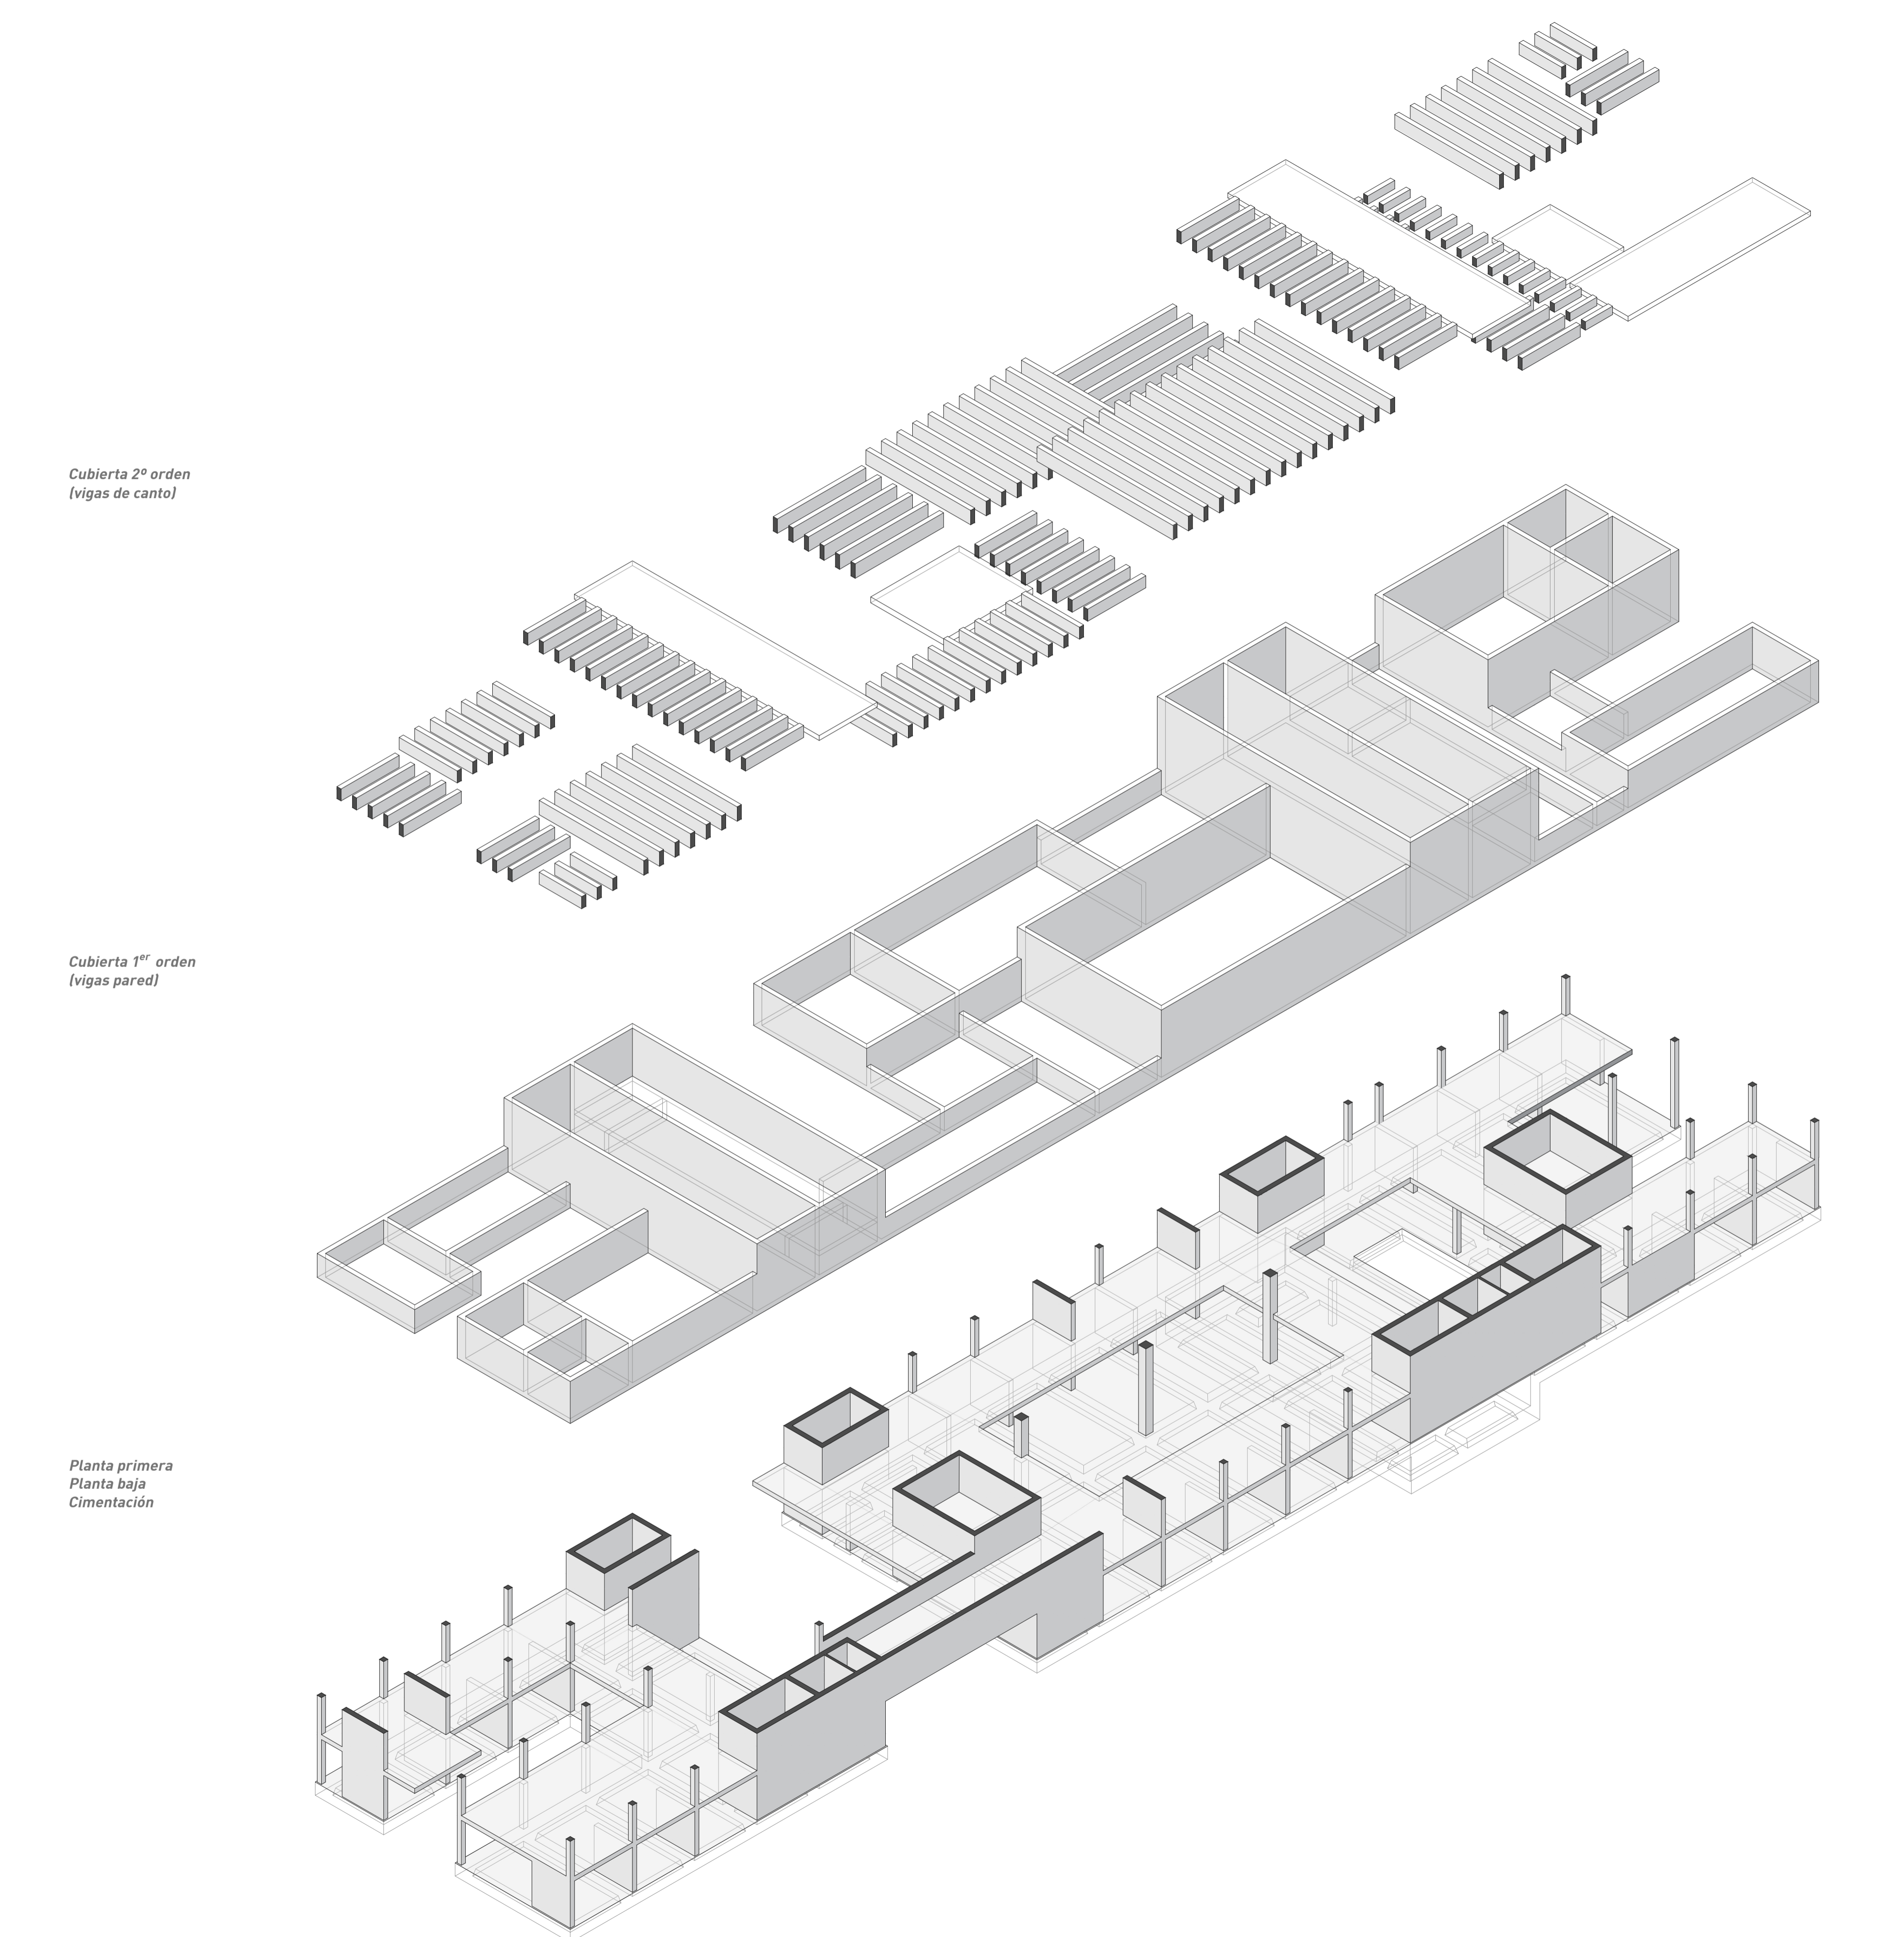 Cubierta 2º orden
(vigas de canto)
Cubierta 1er orden
(vigas pared)
Planta primera
Planta baja
Cimentación